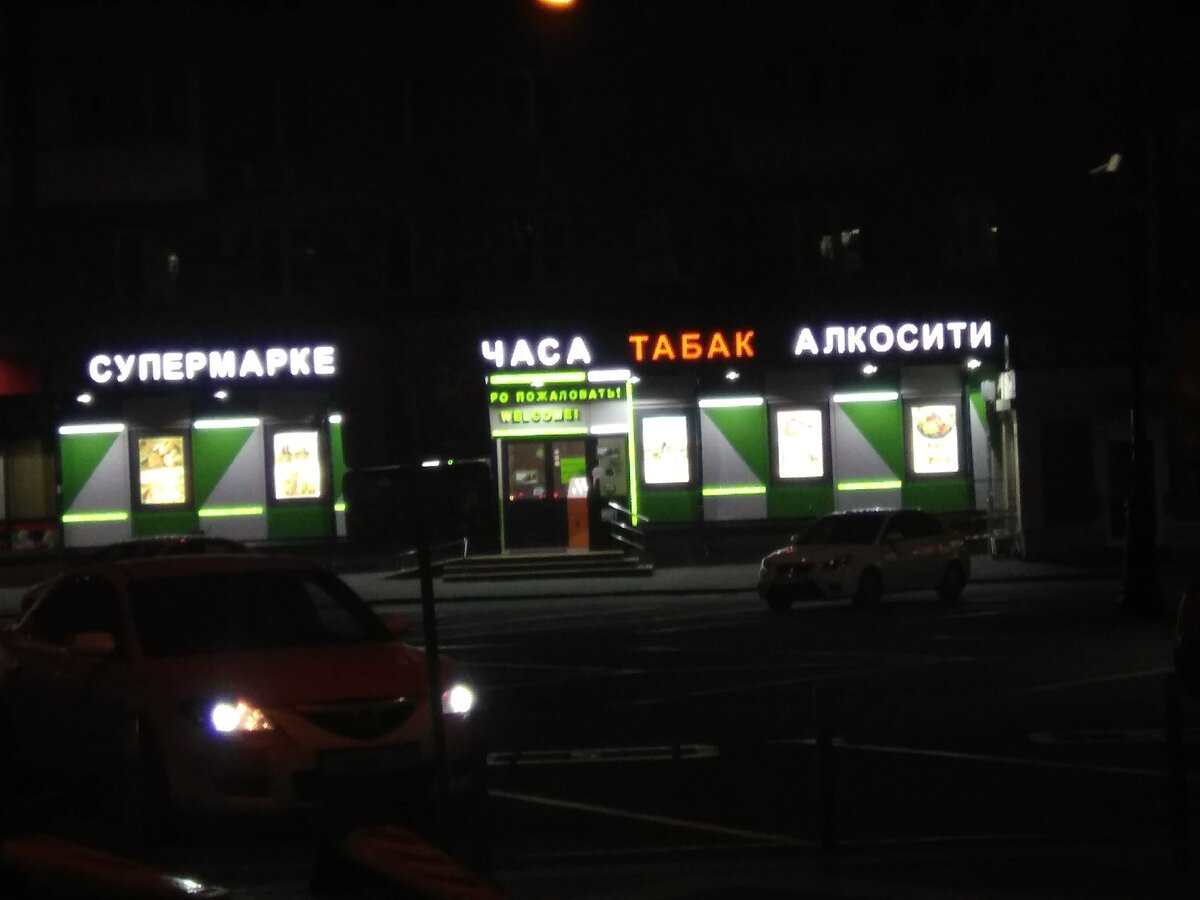 СУПЕРМАРКЕ
ЧАСА ТАБАК АЛКОСИТИ
РО ПОЖАЛОВАТЬ!
WELCOME!